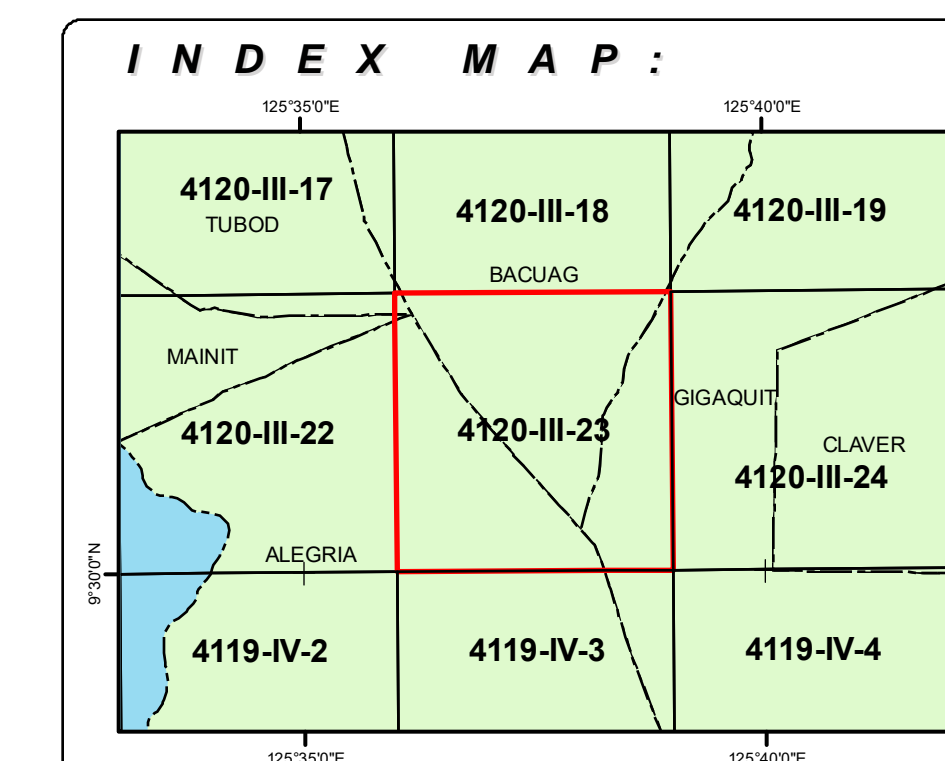 INDEX MAP:
125°35'0"E 125°40'0"E
4120-III-17
TUBOD
4120-III-18
4120-III-19
BACUAG
MAINIT
GIGAQUIT
4120-III-22
4120-III-23
CLAVER
4120-III-24
ALEGRIA
9°30'0"N
4119-IV-2
4119-IV-3
4119-IV-4
125°35'0"E 125°40'0"E